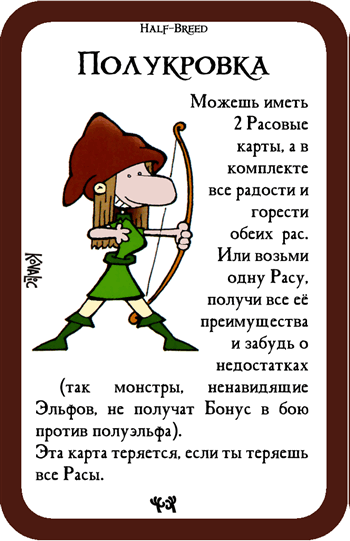 Half-Breed
Полукровка
Можешь иметь
2 Расовые
карты, а в
комплекте
все радости и
горести
обеих рас.
Или возьми
одну Расу,
получи все её
преимущества
и забудь о
недостатках
(так монстры, ненавидящие
Эльфов, не получат Бонус в бою
против полуэльфа).
Эта карта теряется, если ты теряешь
все Расы.
Kovalic